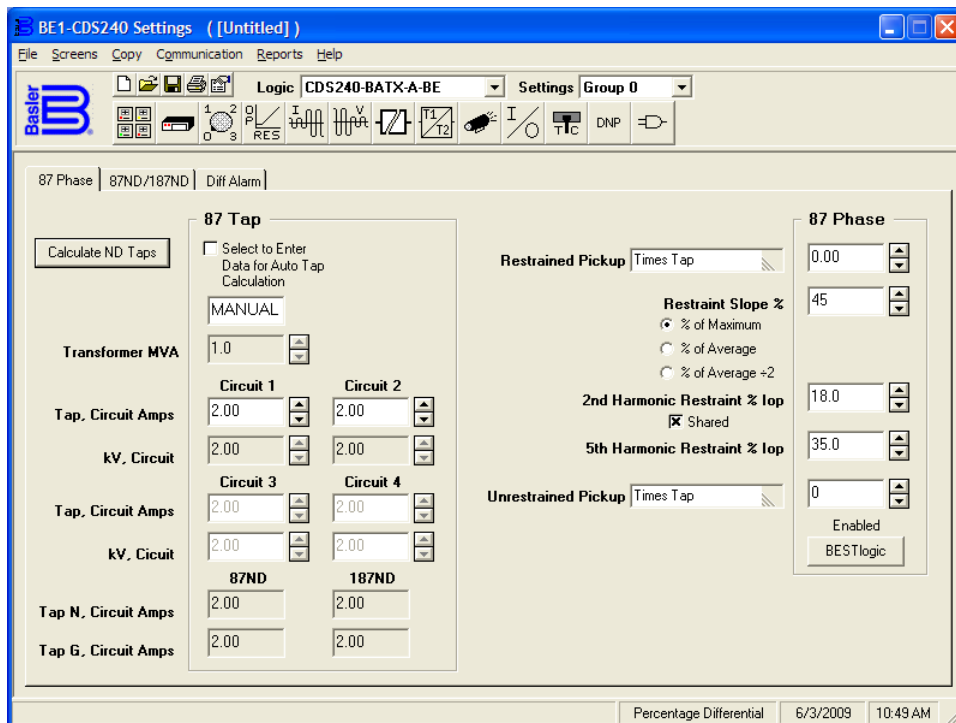 BE1-CDS240 Settings ( [Untitled] )
File Screens Copy Communication Reports Help
Basler
Logic CDS240-BATX-A-BE Settings Group 0
0 1 2 3 O P RES I V T1 T2 I O T C DNP
87 Phase 87ND/187ND Diff Alarm
Calculate ND Taps
87 Tap
Select to Enter
Data for Auto Tap
Calculation
MANUAL
Transformer MVA 1.0
Circuit 1 Circuit 2
Tap, Circuit Amps 2.00 2.00
kV, Circuit 2.00 2.00
Circuit 3 Circuit 4
Tap, Circuit Amps 2.00 2.00
kV, Cicuit 2.00 2.00
87ND 187ND
Tap N, Circuit Amps 2.00 2.00
Tap G, Circuit Amps 2.00 2.00
87 Phase
Restrained Pickup Times Tap 0.00
Restraint Slope % 45
% of Maximum
% of Average
% of Average ÷2
2nd Harmonic Restraint % Iop 18.0
Shared
5th Harmonic Restraint % Iop 35.0
Unrestrained Pickup Times Tap 0
Enabled
BESTlogic
Percentage Differential 6/3/2009 10:49 AM